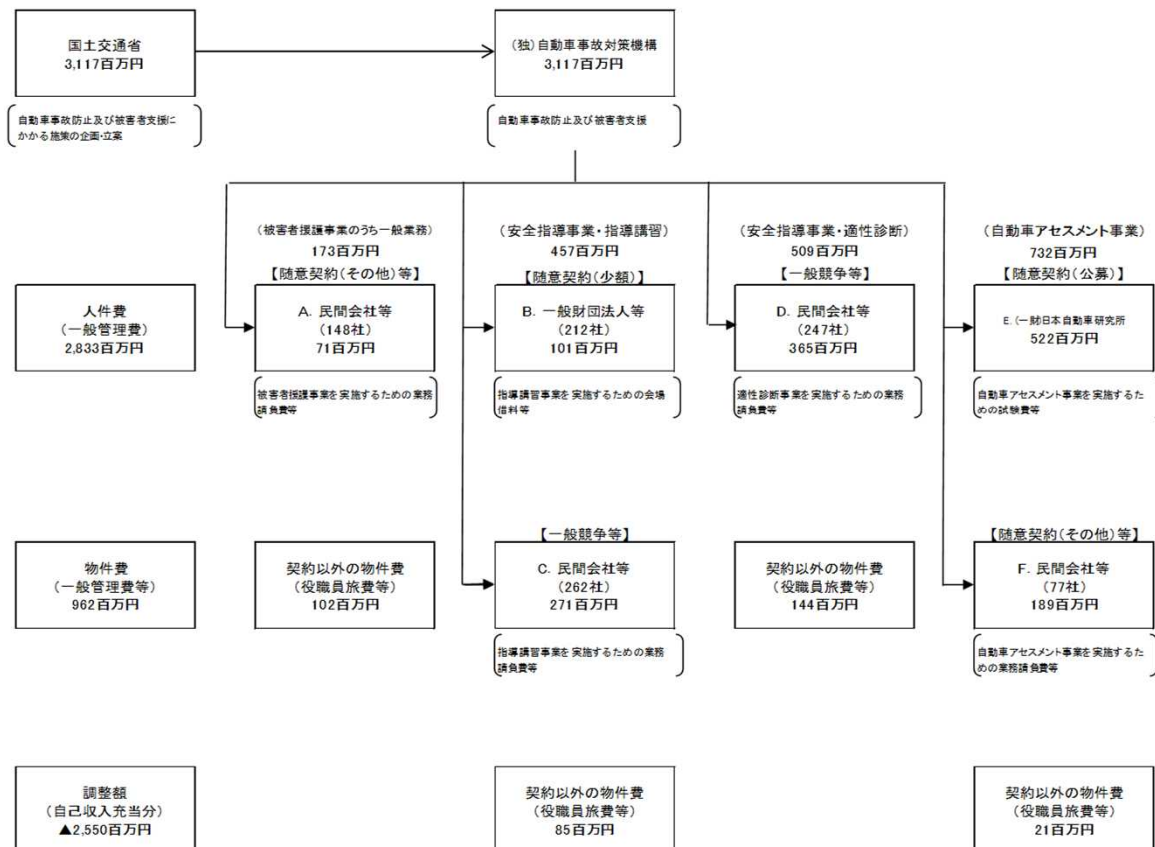 国土交通省
3,117百万円
(独)自動車事故対策機構
3,117百万円
自動車事故防止及び被害者支援に
かかる施策の企画・立案
自動車事故防止及び被害者支援
(被害者援護事業のうち一般業務)
173百万円
【随意契約(その他)等】
(安全指導事業・指導講習)
457百万円
【随意契約(少額)】
(安全指導事業・適性診断)
509百万円
【一般競争等】
(自動車アセスメント事業)
732百万円
【随意契約(公募)】
人件費
(一般管理費)
2,833百万円
A. 民間会社等
(148社)
71百万円
B. 一般財団法人等
(212社)
101百万円
D. 民間会社等
(247社)
365百万円
E. (一財)日本自動車研究所
522百万円
被害者援護事業を実施するための業務
請負費等
指導講習事業を実施するための会場
借料等
適性診断事業を実施するための業務
請負費等
自動車アセスメント事業を実施するた
めの試験費等
【一般競争等】
【随意契約(その他)等】
物件費
(一般管理費等)
962百万円
契約以外の物件費
(役職員旅費等)
102百万円
C. 民間会社等
(262社)
271百万円
契約以外の物件費
(役職員旅費等)
144百万円
F. 民間会社等
(77社)
189百万円
指導講習事業を実施するための業務
請負費等
自動車アセスメント事業を実施するた
めの業務請負費等
調整額
(自己収入充当分)
▲2,550百万円
契約以外の物件費
(役職員旅費等)
85百万円
契約以外の物件費
(役職員旅費等)
21百万円